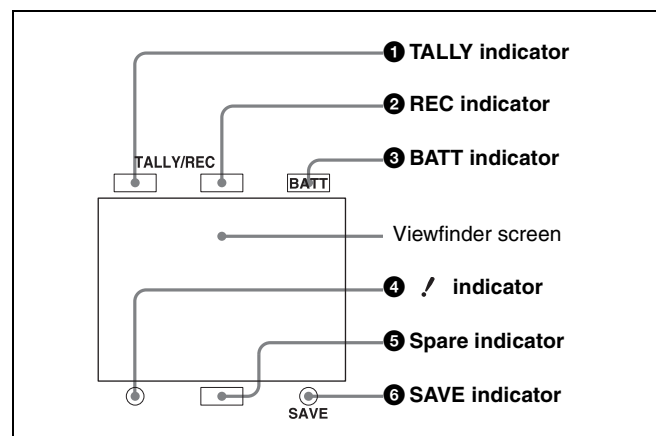 ❶ TALLY indicator
❷ REC indicator
❸ BATT indicator
TALLY/REC
BATT
Viewfinder screen
❹ ! indicator
❺ Spare indicator
❻ SAVE indicator
SAVE